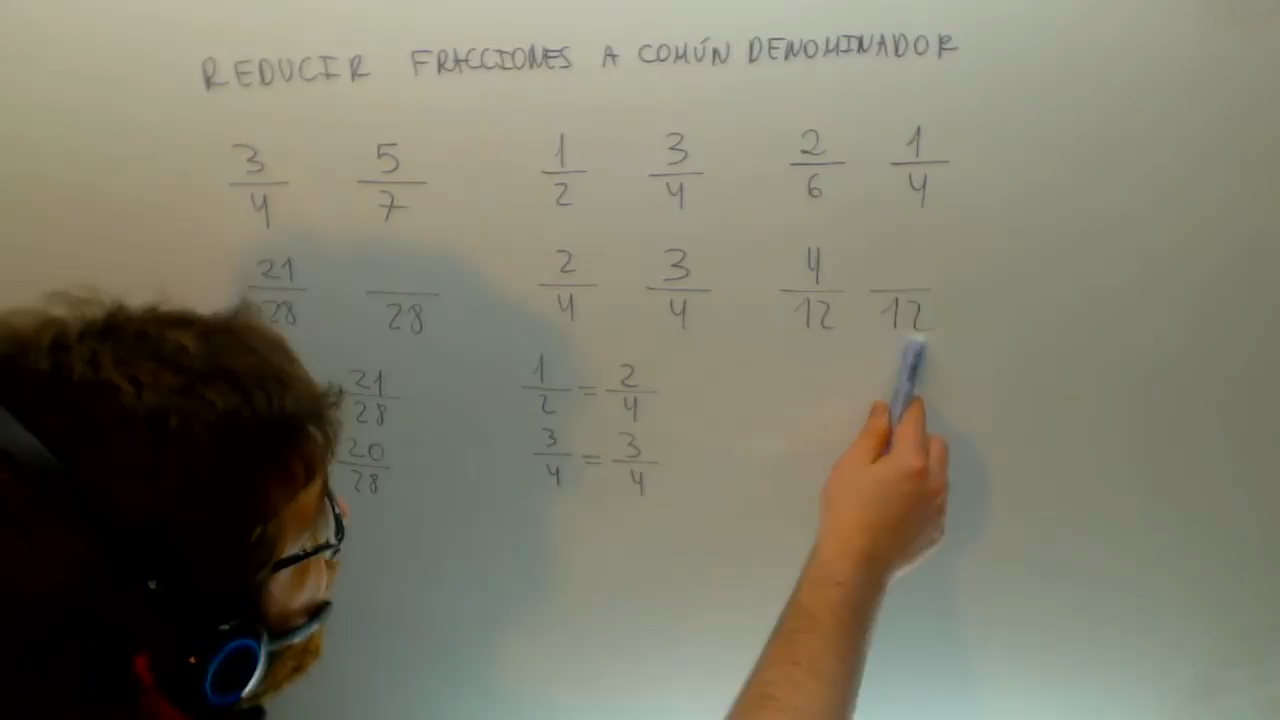 REDUCIR FRACCIONES A COMÚN DENOMINADOR
3/4 5/7 1/2 3/4 2/6 1/4
21/28 /28 2/4 3/4 4/12 /12
21/28 1/2 = 2/4
20/28 3/4 = 3/4